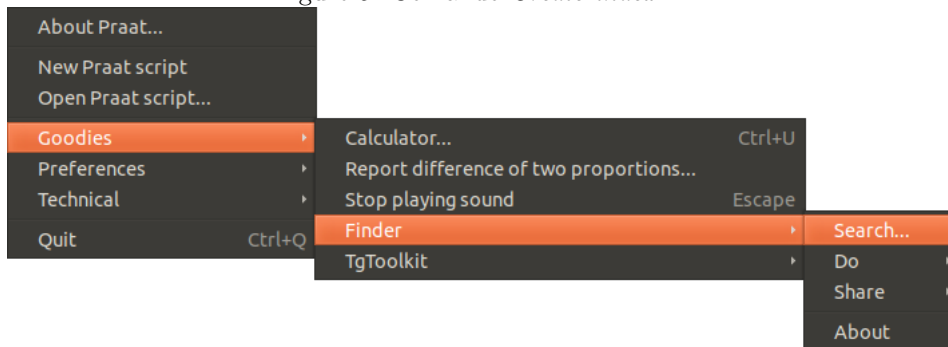 About Praat...
New Praat script
Open Praat script...
Goodies
Preferences
Technical
Quit Ctrl+Q
Calculator... Ctrl+U
Report difference of two proportions...
Stop playing sound Escape
Finder
TgToolkit
Search...
Do
Share
About